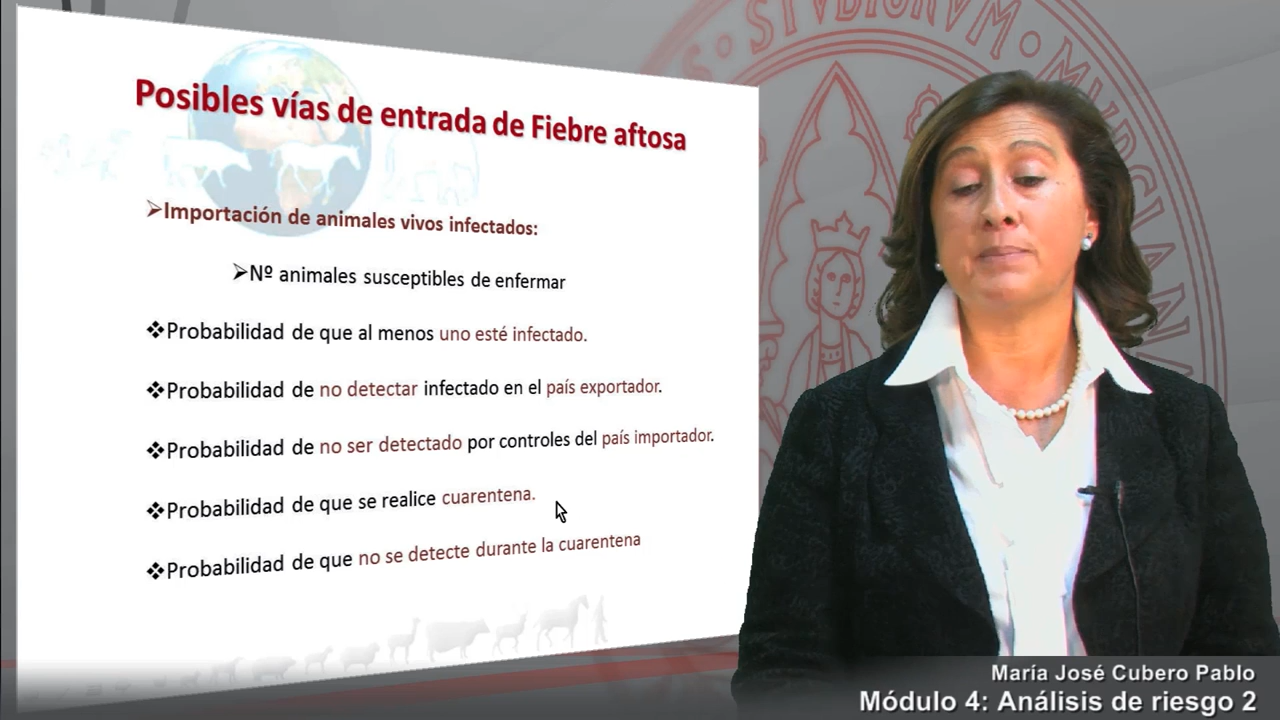 Posibles vías de entrada de Fiebre aftosa
➢Importación de animales vivos infectados:
➢Nº animales susceptibles de enfermar
❖Probabilidad de que al menos uno esté infectado.
❖Probabilidad de no detectar infectado en el país exportador.
❖Probabilidad de no ser detectado por controles del país importador.
❖Probabilidad de que se realice cuarentena.
❖Probabilidad de que no se detecte durante la cuarentena
STVDIORVM
MVRCIANA
María José Cubero Pablo
Módulo 4: Análisis de riesgo 2